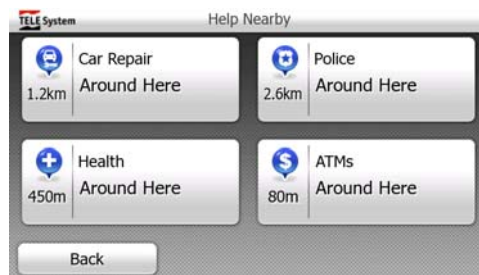 TELE System
Help Nearby
Car Repair
1.2km
Around Here
Police
2.6km
Around Here
Health
450m
Around Here
$
ATMs
80m
Around Here
Back